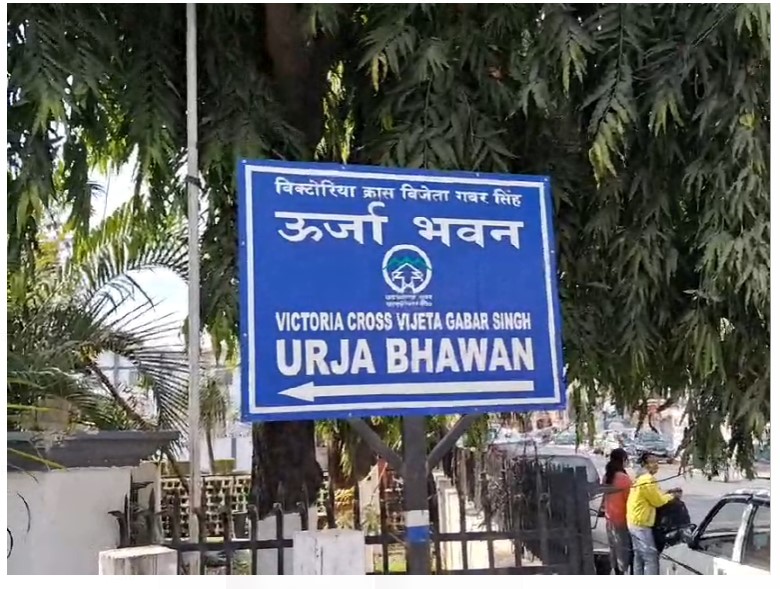 विक्टोरिया क्रास विजेता गबर सिंह
ऊर्जा भवन
VICTORIA CROSS VIJETA GABAR SINGH
URJA BHAWAN